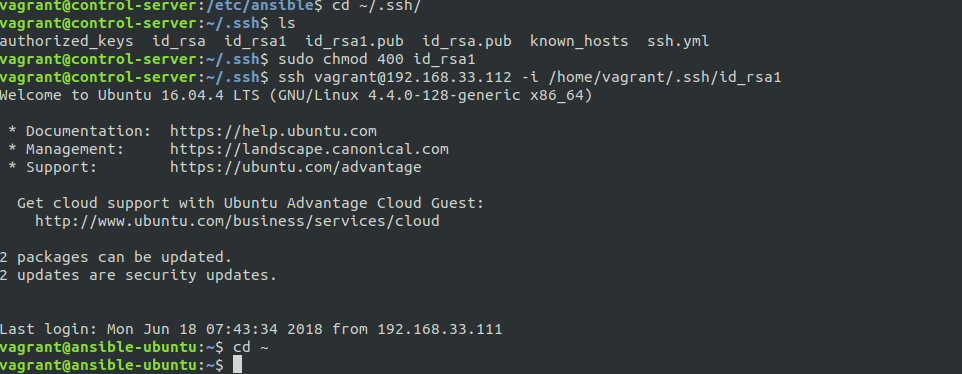 vagrant@control-server:/etc/ansible$ cd ~/.ssh/
vagrant@control-server:~/.ssh$ ls
authorized_keys  id_rsa  id_rsa1  id_rsa1.pub  id_rsa.pub  known_hosts  ssh.yml
vagrant@control-server:~/.ssh$ sudo chmod 400 id_rsa1
vagrant@control-server:~/.ssh$ ssh vagrant@192.168.33.112 -i /home/vagrant/.ssh/id_rsa1
Welcome to Ubuntu 16.04.4 LTS (GNU/Linux 4.4.0-128-generic x86_64)

 * Documentation:  https://help.ubuntu.com
 * Management:     https://landscape.canonical.com
 * Support:        https://ubuntu.com/advantage

  Get cloud support with Ubuntu Advantage Cloud Guest:
    http://www.ubuntu.com/business/services/cloud

2 packages can be updated.
2 updates are security updates.


Last login: Mon Jun 18 07:43:34 2018 from 192.168.33.111
vagrant@ansible-ubuntu:~$ cd ~
vagrant@ansible-ubuntu:~$